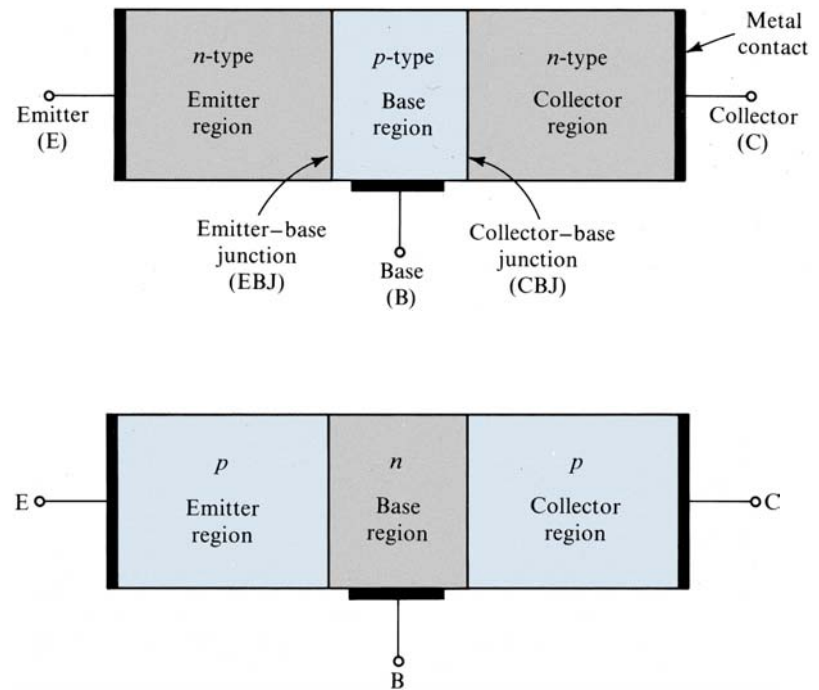 n-type
Emitter
region
p-type
Base
region
n-type
Collector
region
Metal
contact
Emitter
(E)
Collector
(C)
Emitter–base
junction
(EBJ)
Base
(B)
Collector–base
junction
(CBJ)
E
p
Emitter
region
n
Base
region
p
Collector
region
C
B